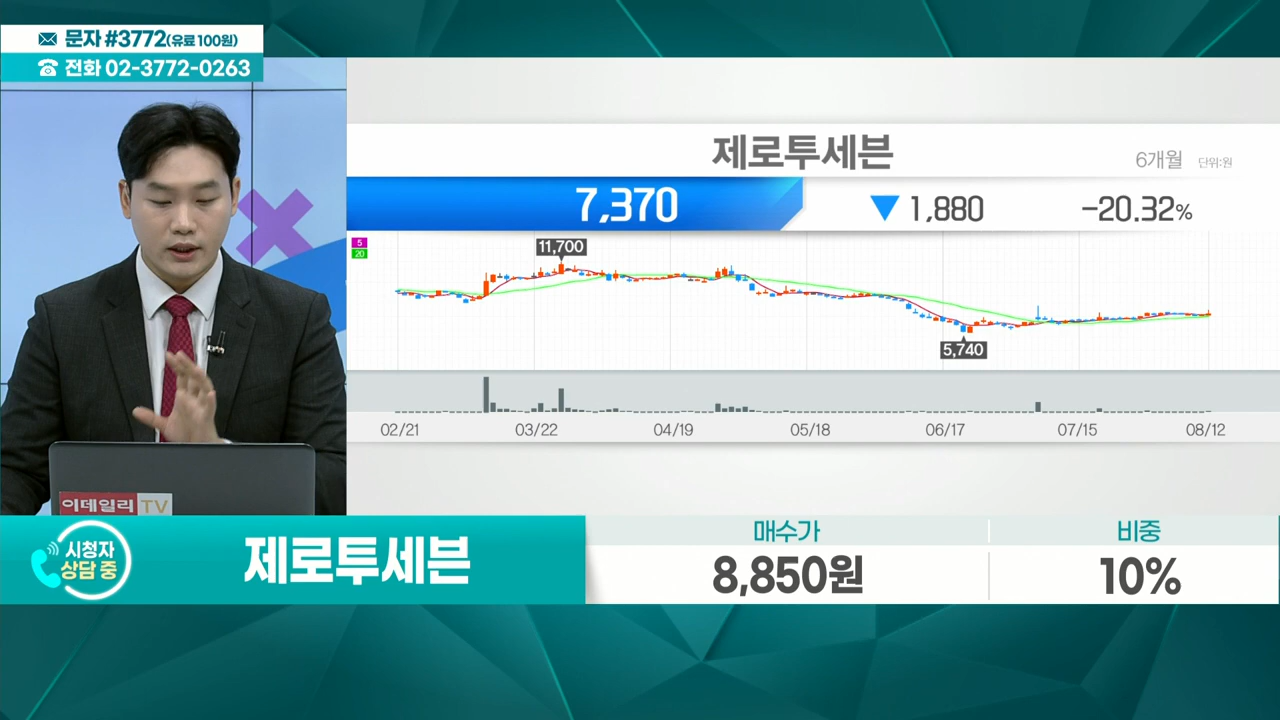 문자 #3772(유료 100원)
전화 02-3772-0263
제로투세븐
6개월 단위:원
7,370 ▼ 1,880 -20.32%
5
20
11,700
5,740
02/21 03/22 04/19 05/18 06/17 07/15 08/12
이데일리 TV
시청자
상담 중
제로투세븐
매수가 비중
8,850원 10%